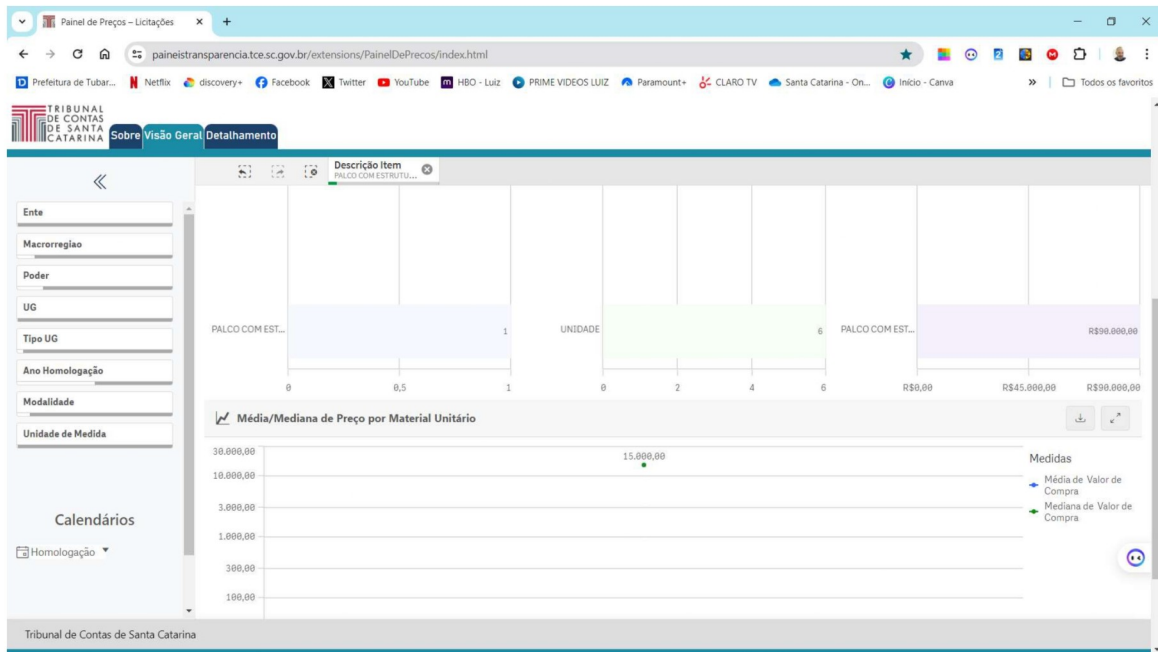 Painel de Preços – Licitações
paineistransparencia.tce.sc.gov.br/extensions/PainelDePrecos/index.html
Prefeitura de Tubar... Netflix discovery+ Facebook Twitter YouTube HBO - Luiz PRIME VIDEOS LUIZ Paramount+ CLARO TV Santa Catarina - On... Início - Canva » Todos os favoritos
TRIBUNAL
DE CONTAS
DE SANTA
CATARINA
Sobre Visão Geral Detalhamento
Descrição Item
PALCO COM ESTRUTU...
Ente
Macrorregiao
Poder
UG
Tipo UG
Ano Homologação
Modalidade
Unidade de Medida
Calendários
Homologação
PALCO COM EST... 1 UNIDADE 6 PALCO COM EST... R$90.000,00
0 0,5 1 0 2 4 6 R$0,00 R$45.000,00 R$90.000,00
Média/Mediana de Preço por Material Unitário
30.000,00
15.000,00
10.000,00
3.000,00
1.000,00
300,00
100,00
Medidas
Média de Valor de
Compra
Mediana de Valor de
Compra
Tribunal de Contas de Santa Catarina